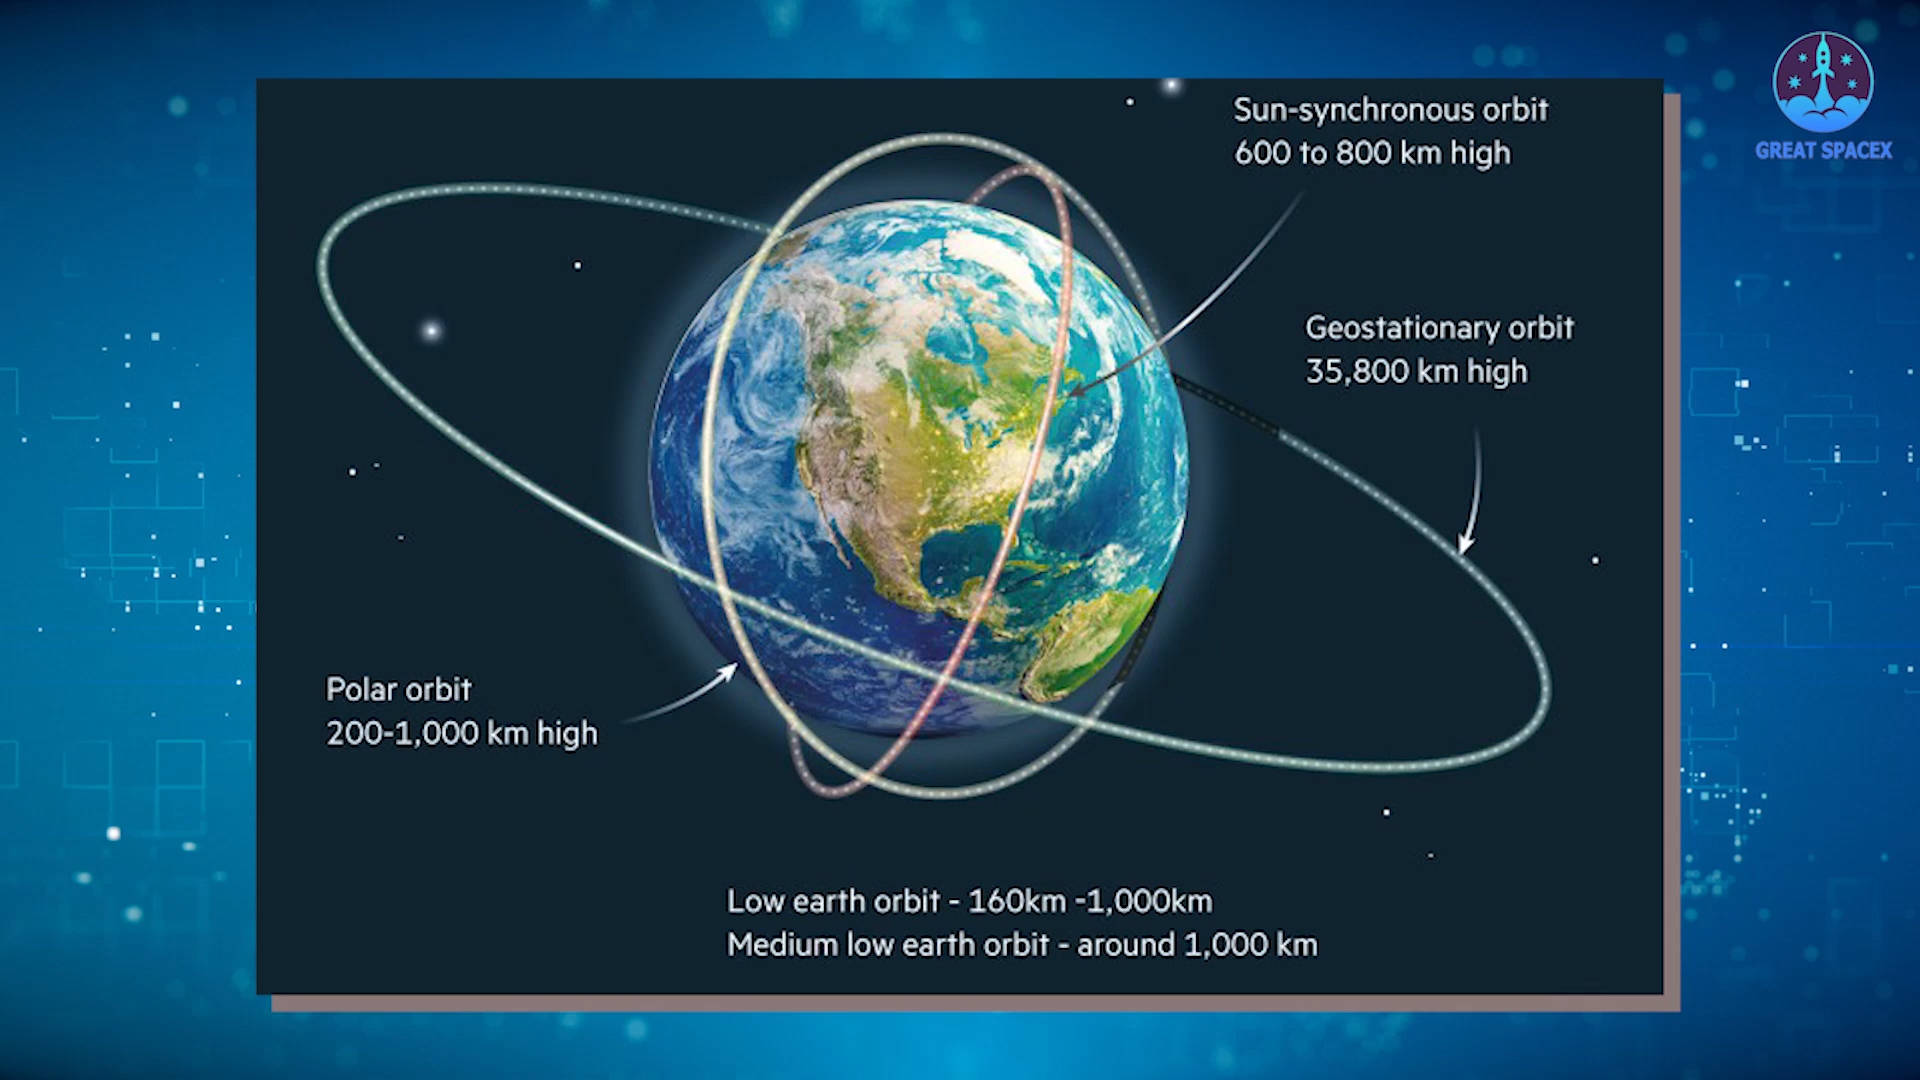 Sun-synchronous orbit
600 to 800 km high
GREAT SPACEX
Geostationary orbit
35,800 km high
Polar orbit
200-1,000 km high
Low earth orbit - 160km -1,000km
Medium low earth orbit - around 1,000 km